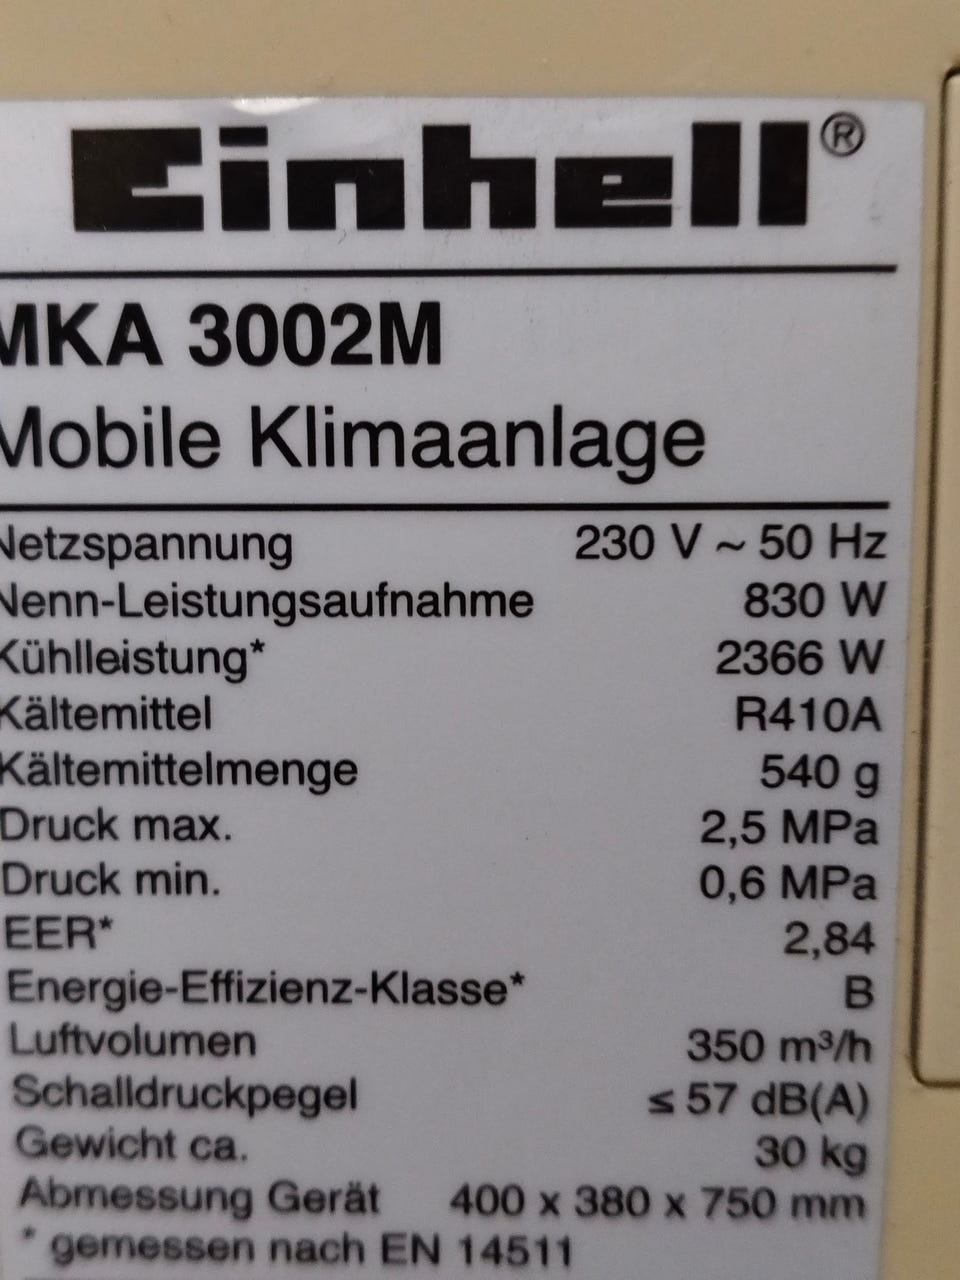 Einhell®
MKA 3002M
Mobile Klimaanlage
Netzspannung 230 V ~ 50 Hz
Nenn-Leistungsaufnahme 830 W
Kühlleistung* 2366 W
Kältemittel R410A
Kältemittelmenge 540 g
Druck max. 2,5 MPa
Druck min. 0,6 MPa
EER* 2,84
Energie-Effizienz-Klasse* B
Luftvolumen 350 m³/h
Schalldruckpegel ≤ 57 dB(A)
Gewicht ca. 30 kg
Abmessung Gerät 400 x 380 x 750 mm
* gemessen nach EN 14511